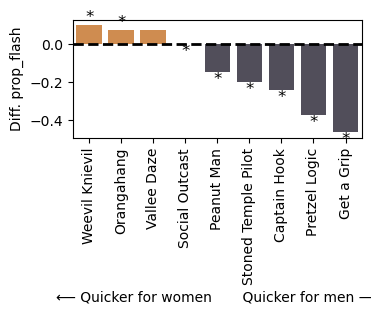 Diff. prop_flash
0.0
−0.2
−0.4
* * * * * * * *
Weevil Knievil
Orangahang
Vallee Daze
Social Outcast
Peanut Man
Stoned Temple Pilot
Captain Hook
Pretzel Logic
Get a Grip
⟵ Quicker for women
Quicker for men —